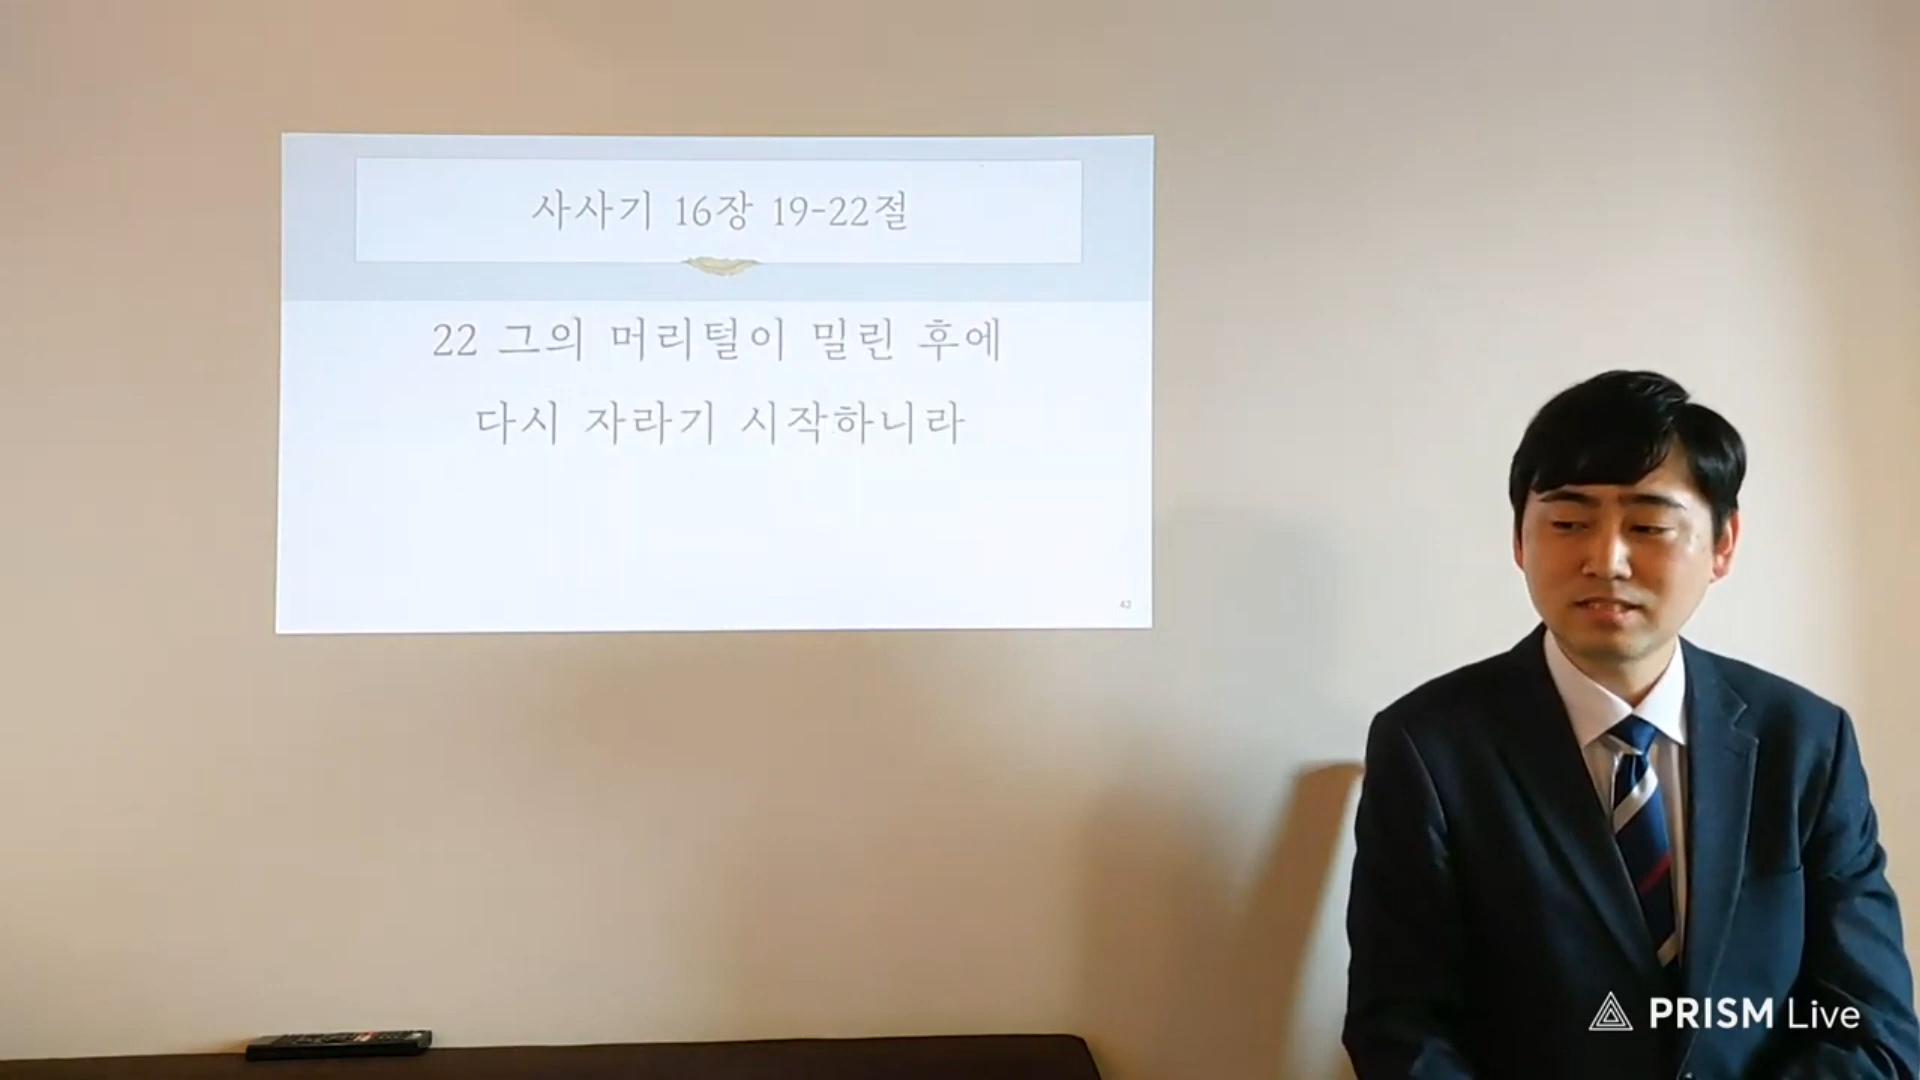 사사기 16장 19-22절
22 그의 머리털이 밀린 후에
다시 자라기 시작하니라
42
PRISM Live